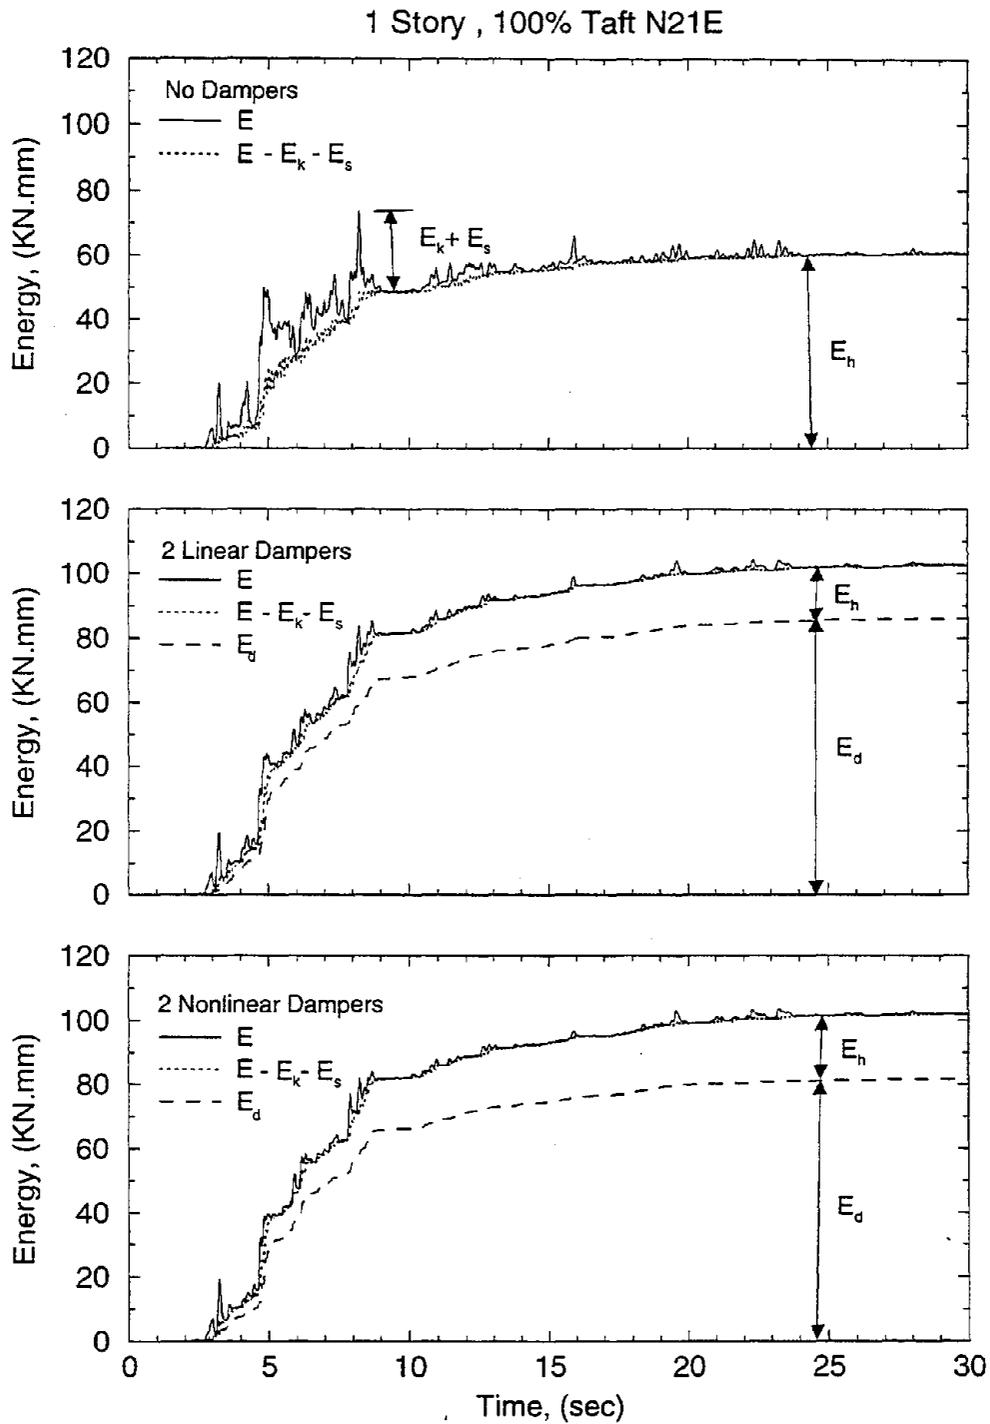 1 Story , 100% Taft N21E
120
100
80
60
40
20
0
Energy, (KN.mm)
No Dampers
E
E - Ek - Es
Ek+ Es
Eh
120
100
80
60
40
20
0
Energy, (KN.mm)
2 Linear Dampers
E
E - Ek- Es
Ed
Eh
Ed
120
100
80
60
40
20
0
Energy, (KN.mm)
2 Nonlinear Dampers
E
E - Ek- Es
Ed
Eh
Ed
0 5 10 15 20 25 30
Time, (sec)